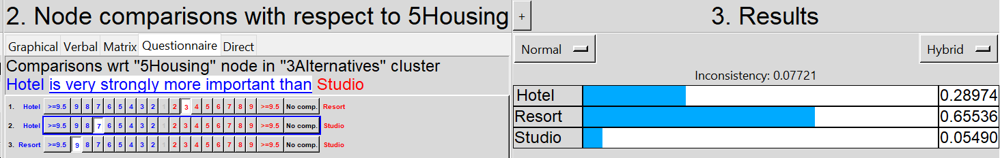 2. Node comparisons with respect to 5Housing
Graphical Verbal Matrix Questionnaire Direct
Comparisons wrt "5Housing" node in "3Alternatives" cluster
Hotel is very strongly more important than Studio
1. Hotel >=9.5 9 8 7 6 5 4 3 2 1 2 3 4 5 6 7 8 9 >=9.5 No comp. Resort
2. Hotel >=9.5 9 8 7 6 5 4 3 2 1 2 3 4 5 6 7 8 9 >=9.5 No comp. Studio
3. Resort >=9.5 9 8 7 6 5 4 3 2 1 2 3 4 5 6 7 8 9 >=9.5 No comp. Studio
+ 3. Results
Normal Hybrid
Inconsistency: 0.07721
Hotel 0.28974
Resort 0.65536
Studio 0.05490